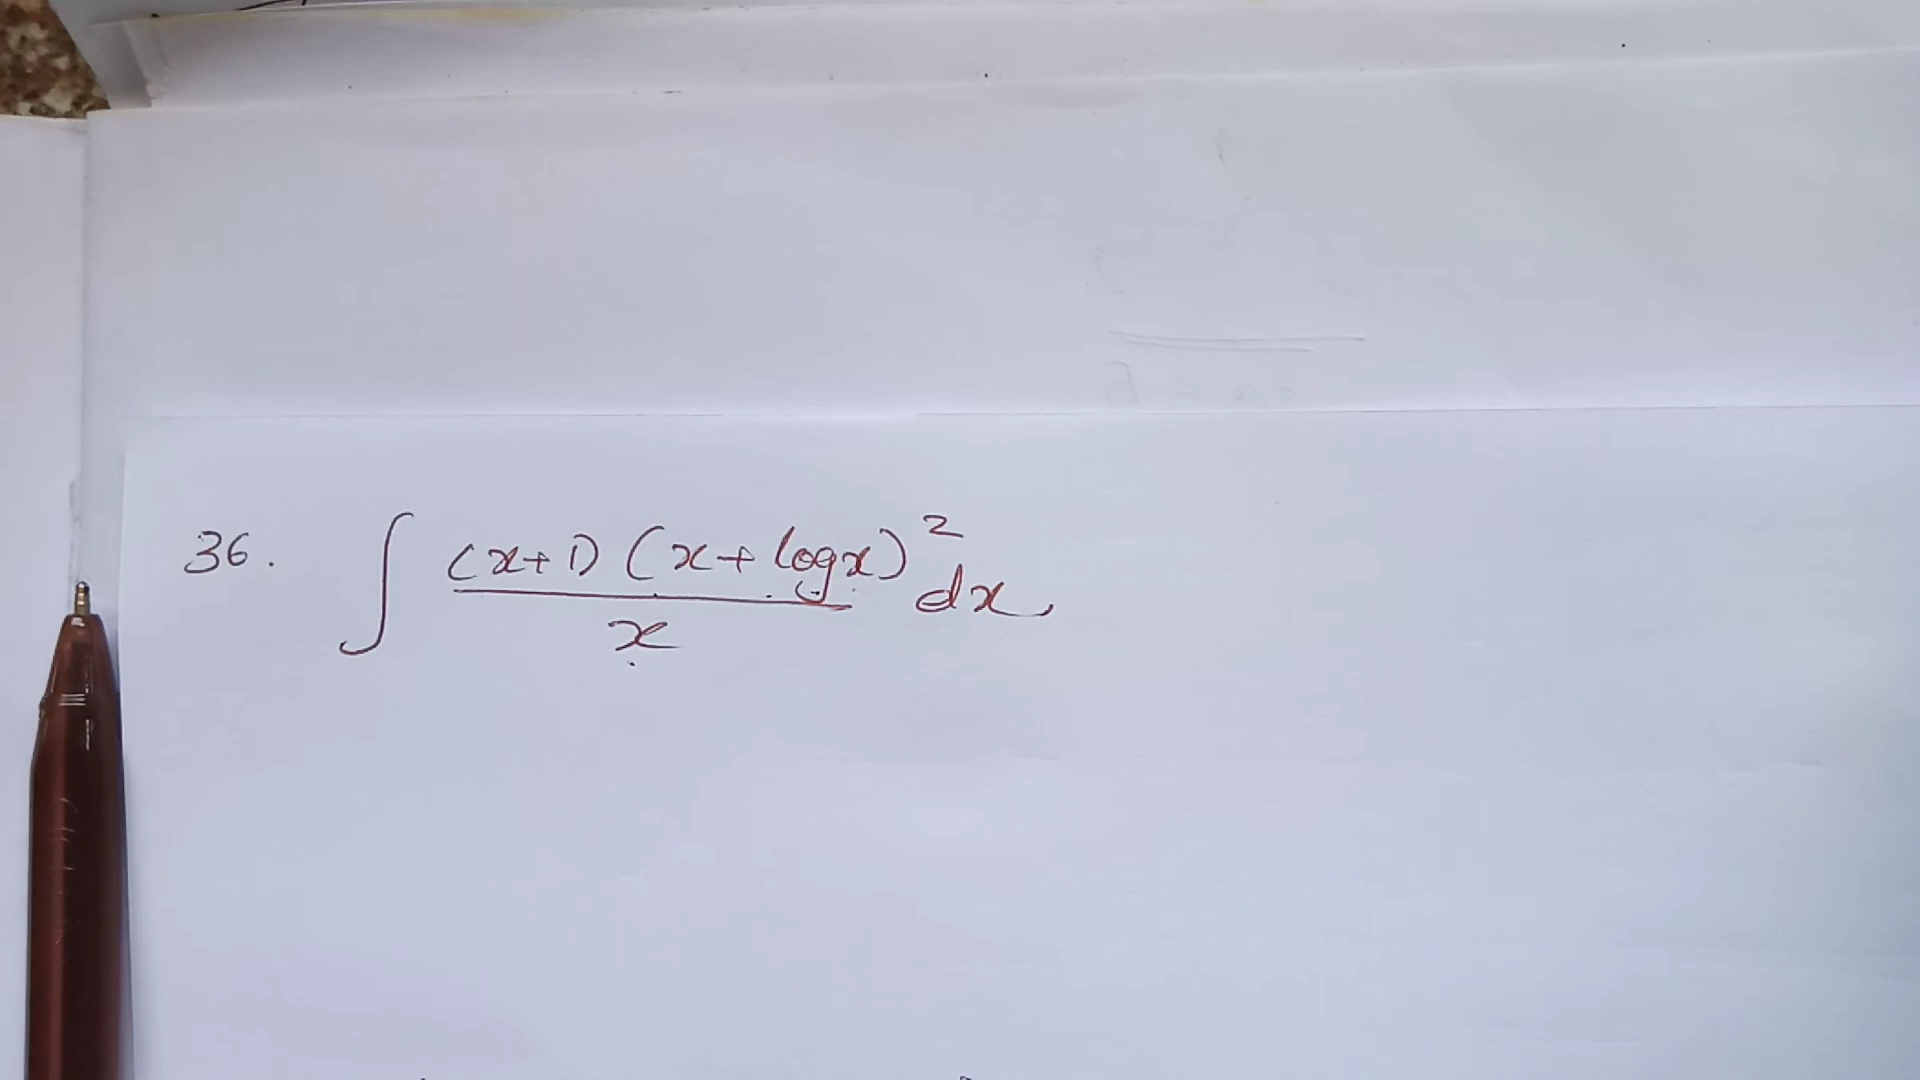 36. ∫ (x+1)(x+logx)² / x dx